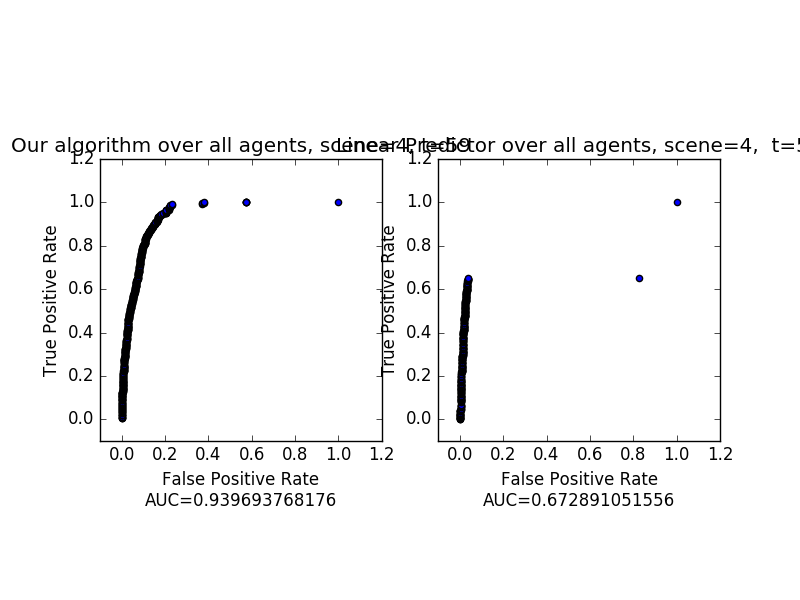 Our algorithm over all agents, scene=4, t=59
Linear Predictor over all agents, scene=4, t=5
1.2
1.0
0.8
0.6
0.4
0.2
0.0
True Positive Rate
0.0 0.2 0.4 0.6 0.8 1.0 1.2
False Positive Rate
AUC=0.939693768176
1.2
1.0
0.8
0.6
0.4
0.2
0.0
True Positive Rate
0.0 0.2 0.4 0.6 0.8 1.0 1.2
False Positive Rate
AUC=0.672891051556